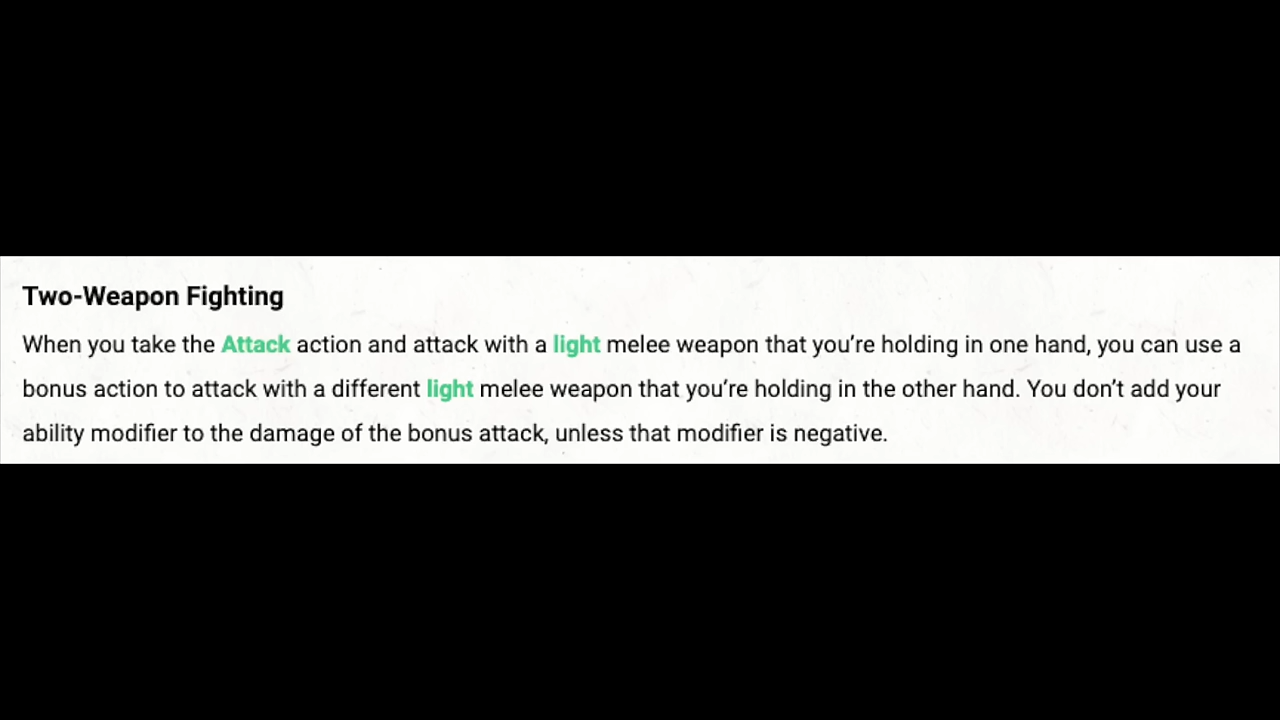 Two-Weapon Fighting
When you take the Attack action and attack with a light melee weapon that you’re holding in one hand, you can use a
bonus action to attack with a different light melee weapon that you’re holding in the other hand. You don’t add your
ability modifier to the damage of the bonus attack, unless that modifier is negative.